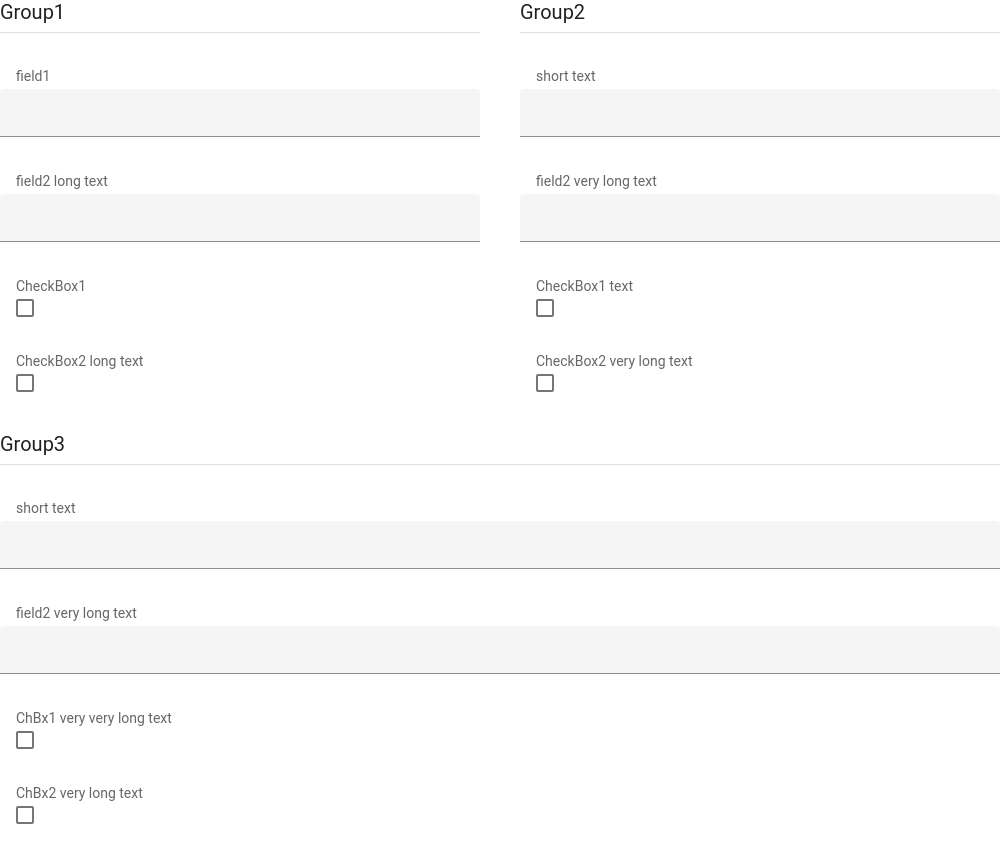 Group1
field1
field2 long text
CheckBox1
CheckBox2 long text
Group2
short text
field2 very long text
CheckBox1 text
CheckBox2 very long text
Group3
short text
field2 very long text
ChBx1 very very long text
ChBx2 very long text